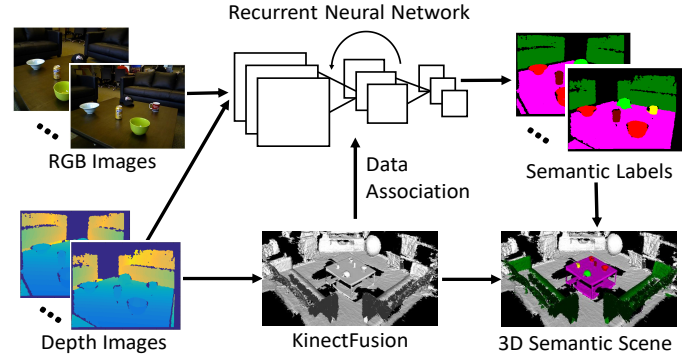 Recurrent Neural Network
RGB Images
Data
Association
Semantic Labels
Depth Images
KinectFusion
3D Semantic Scene